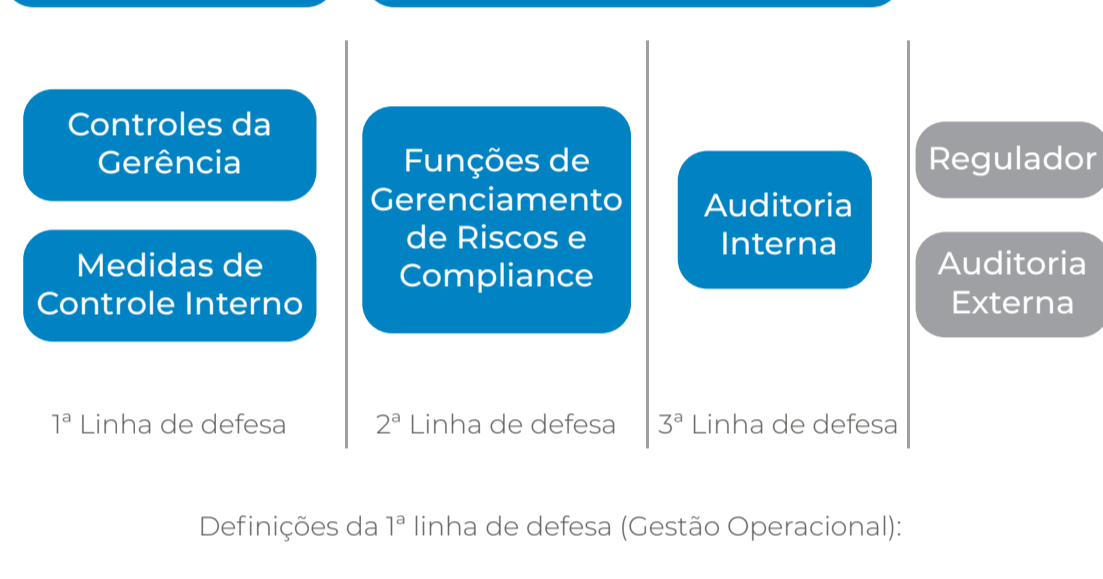 Controles da
Gerência
Medidas de
Controle Interno
1ª Linha de defesa
Funções de
Gerenciamento
de Riscos e
Compliance
2ª Linha de defesa
Auditoria
Interna
3ª Linha de defesa
Regulador
Auditoria
Externa
Definições da 1ª linha de defesa (Gestão Operacional):